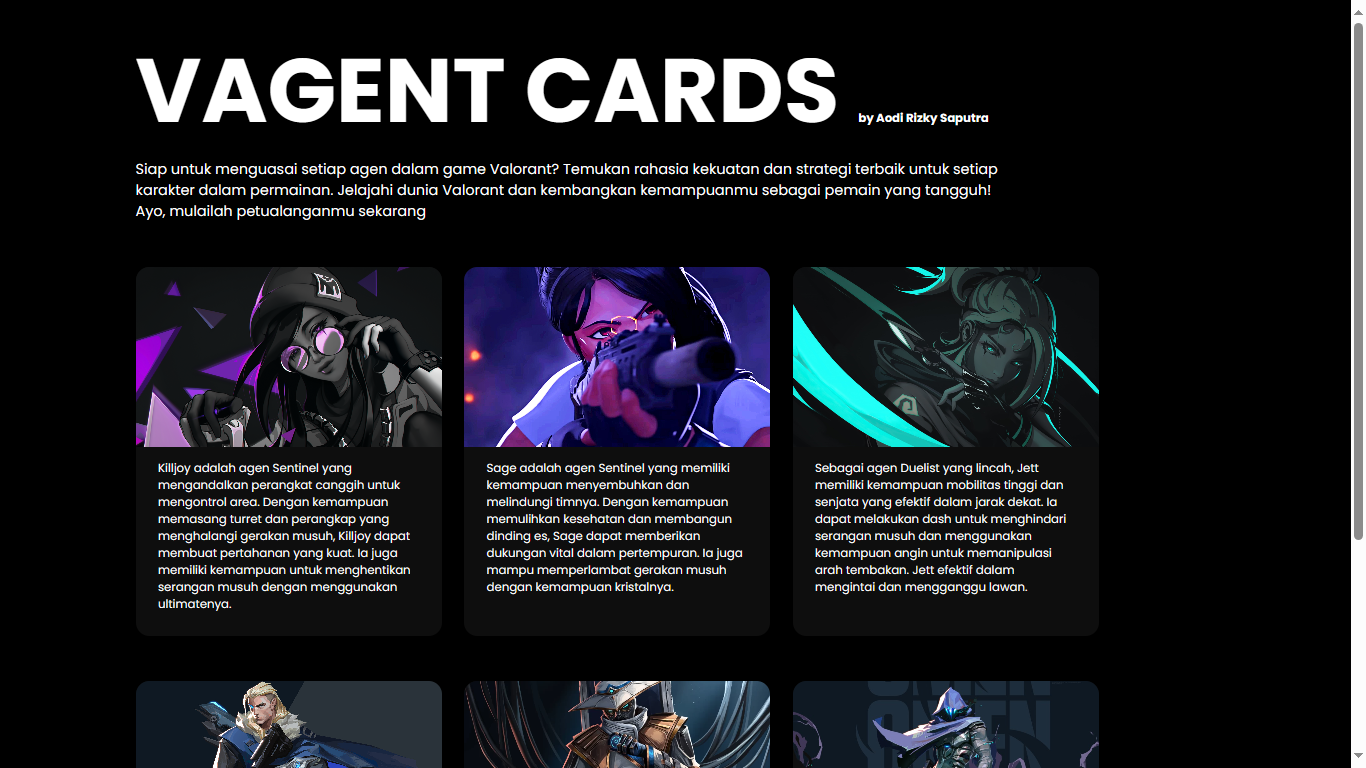 VAGENT CARDS by Aodi Rizky Saputra
Siap untuk menguasai setiap agen dalam game Valorant? Temukan rahasia kekuatan dan strategi terbaik untuk setiap
karakter dalam permainan. Jelajahi dunia Valorant dan kembangkan kemampuanmu sebagai pemain yang tangguh!
Ayo, mulailah petualanganmu sekarang
Killjoy adalah agen Sentinel yang
mengandalkan perangkat canggih untuk
mengontrol area. Dengan kemampuan
memasang turret dan perangkap yang
menghalangi gerakan musuh, Killjoy dapat
membuat pertahanan yang kuat. Ia juga
memiliki kemampuan untuk menghentikan
serangan musuh dengan menggunakan
ultimatenya.
Sage adalah agen Sentinel yang memiliki
kemampuan menyembuhkan dan
melindungi timnya. Dengan kemampuan
memulihkan kesehatan dan membangun
dinding es, Sage dapat memberikan
dukungan vital dalam pertempuran. Ia juga
mampu memperlambat gerakan musuh
dengan kemampuan kristalnya.
Sebagai agen Duelist yang lincah, Jett
memiliki kemampuan mobilitas tinggi dan
senjata yang efektif dalam jarak dekat. Ia
dapat melakukan dash untuk menghindari
serangan musuh dan menggunakan
kemampuan angin untuk memanipulasi
arah tembakan. Jett efektif dalam
mengintai dan mengganggu lawan.